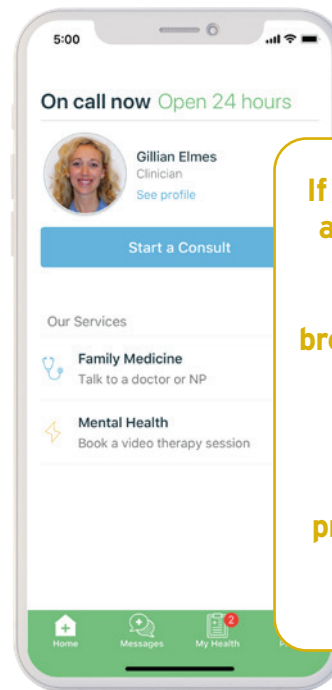 5:00
On call now Open 24 hours
Gillian Elmes
Clinician
See profile
Start a Consult
Our Services
Family Medicine
Talk to a doctor or NP
Mental Health
Book a video therapy session
If
a
bro
pr
Home
Messages
My Health
2